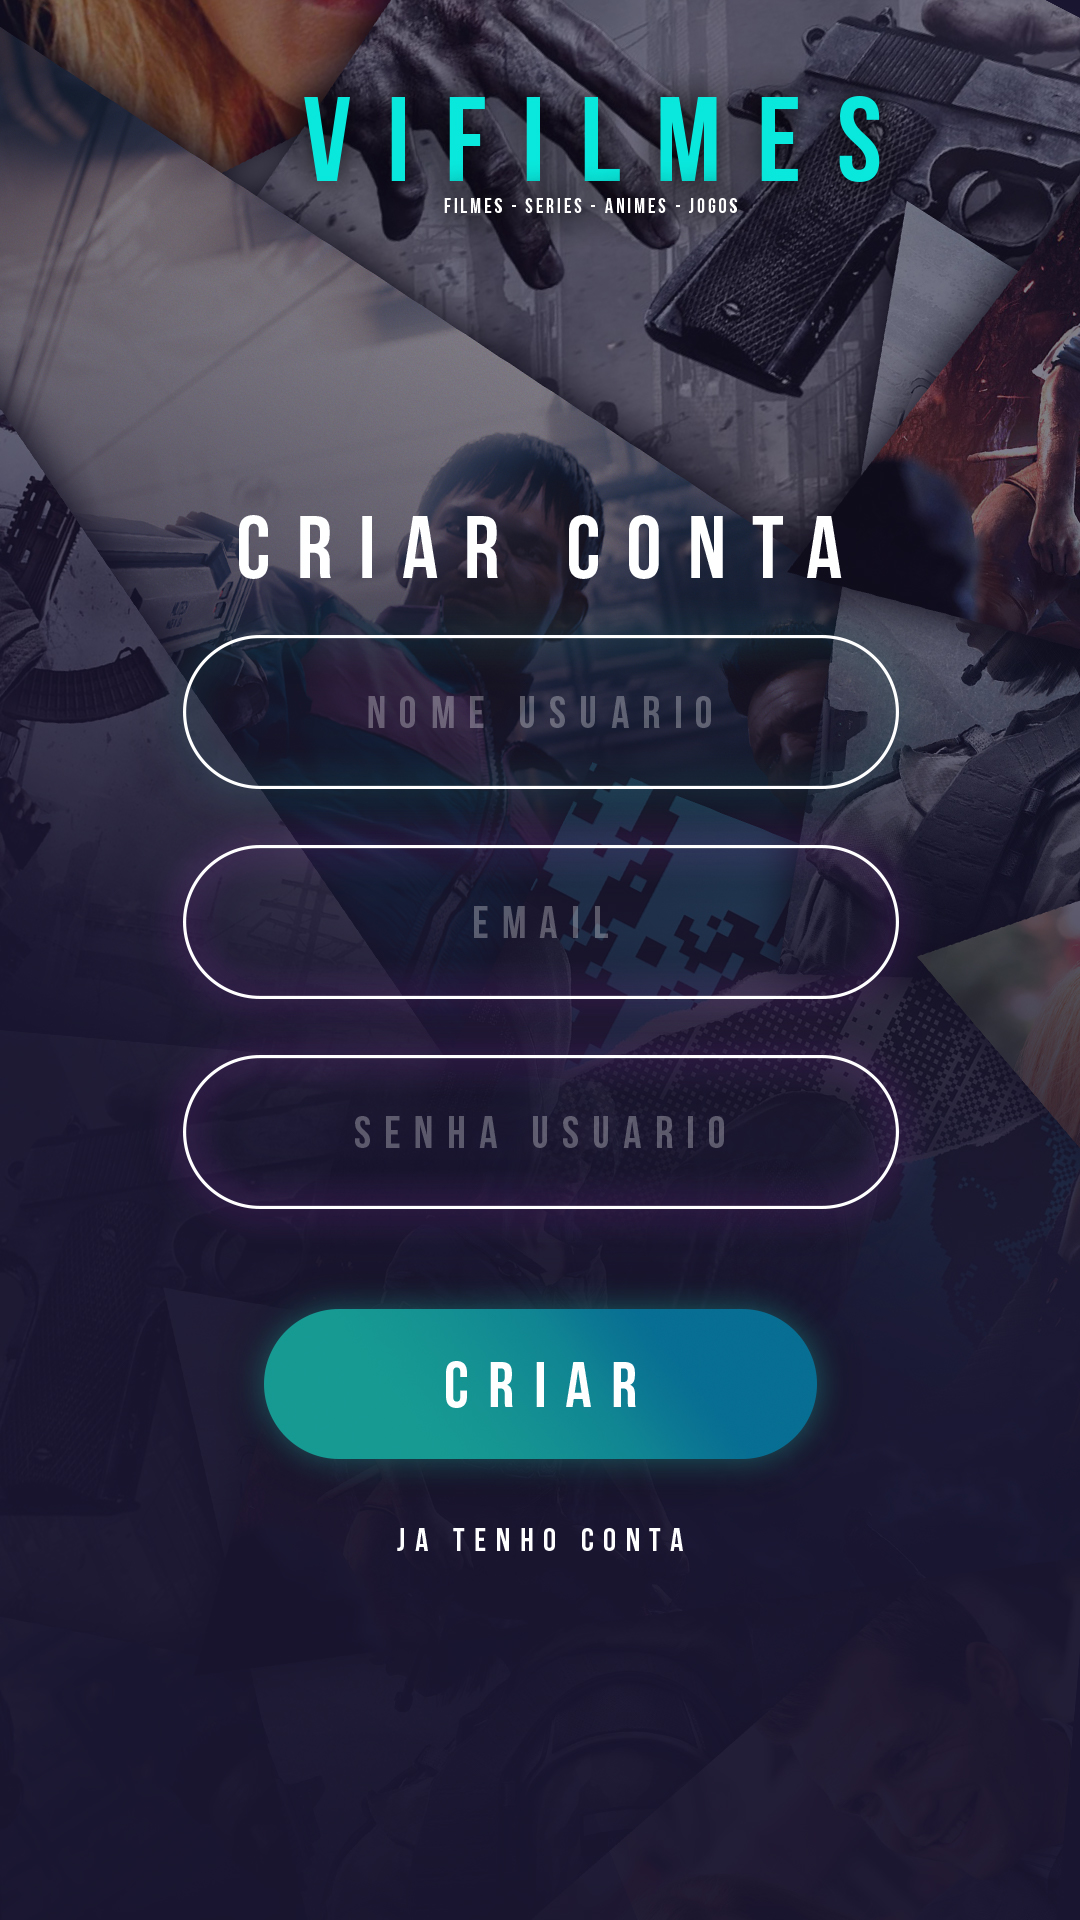 VIFILMES
FILMES - SERIES - ANIMES - JOGOS
CRIAR CONTA
NOME USUARIO
EMAIL
SENHA USUARIO
CRIAR
JA TENHO CONTA